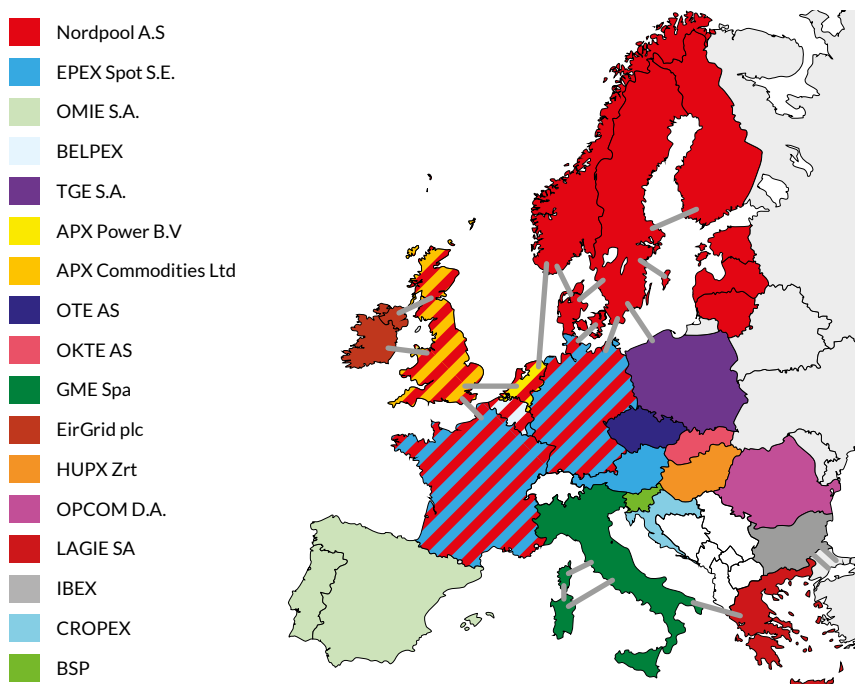 Nordpool A.S
EPEX Spot S.E.
OMIE S.A.
BELPEX
TGE S.A.
APX Power B.V
APX Commodities Ltd
OTE AS
OKTE AS
GME Spa
EirGrid plc
HUPX Zrt
OPCOM D.A.
LAGIE SA
IBEX
CROPEX
BSP